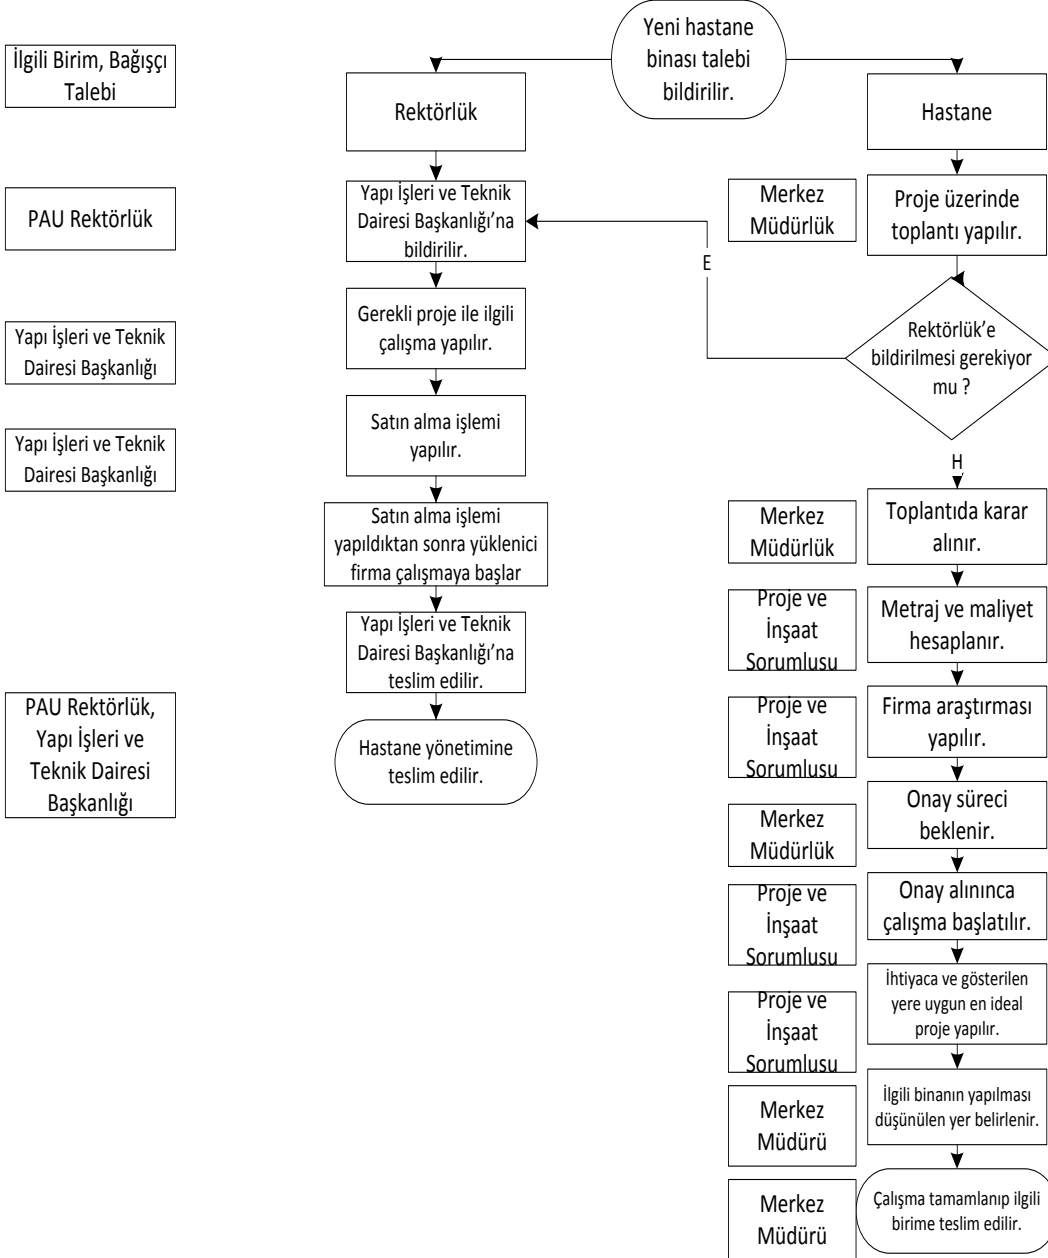 Yeni hastane
binası talebi
bildirilir.
İlgili Birim, Bağışçı
Talebi
Rektörlük
Hastane
PAU Rektörlük
Yapı İşleri ve Teknik
Dairesi Başkanlığı’na
bildirilir.
Merkez
Müdürlük
Proje üzerinde
toplantı yapılır.
E
Yapı İşleri ve Teknik
Dairesi Başkanlığı
Gerekli proje ile ilgili
çalışma yapılır.
Rektörlük’e
bildirilmesi gerekiyor
mu ?
Yapı İşleri ve Teknik
Dairesi Başkanlığı
Satın alma işlemi
yapılır.
H
Satın alma işlemi
yapıldıktan sonra yüklenici
firma çalışmaya başlar
Merkez
Müdürlük
Toplantıda karar
alınır.
Yapı İşleri ve Teknik
Dairesi Başkanlığı’na
teslim edilir.
Proje ve
İnşaat
Sorumlusu
Metraj ve maliyet
hesaplanır.
PAU Rektörlük,
Yapı İşleri ve
Teknik Dairesi
Başkanlığı
Hastane yönetimine
teslim edilir.
Proje ve
İnşaat
Sorumlusu
Firma araştırması
yapılır.
Merkez
Müdürlük
Onay süreci
beklenir.
Proje ve
İnşaat
Sorumlusu
Onay alınınca
çalışma başlatılır.
Proje ve
İnşaat
Sorumlusu
İhtiyaca ve gösterilen
yere uygun en ideal
proje yapılır.
Merkez
Müdürü
İlgili binanın yapılması
düşünülen yer belirlenir.
Merkez
Müdürü
Çalışma tamamlanıp ilgili
birime teslim edilir.